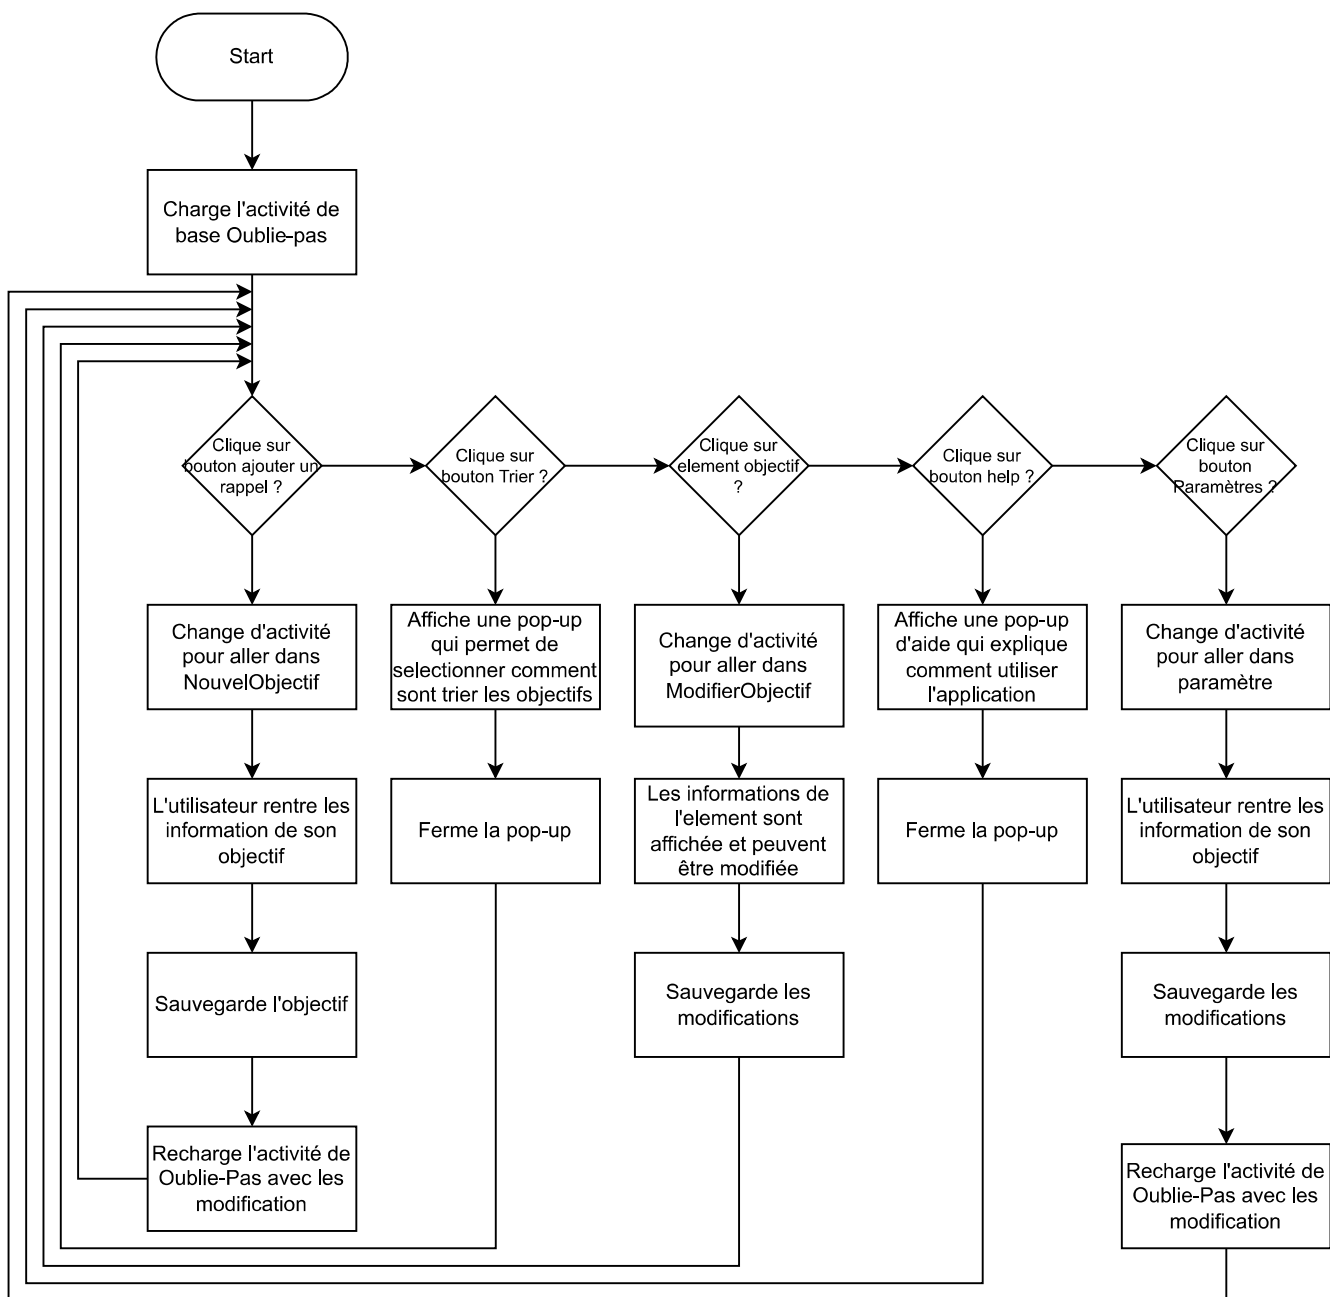 Start
Charge l'activité de
base Oublie-pas
Clique sur
bouton ajouter un
rappel ?
Clique sur
bouton Trier ?
Clique sur
element objectif
?
Clique sur
bouton help ?
Clique sur
bouton
Paramètres ?
Change d'activité
pour aller dans
NouvelObjectif
Affiche une pop-up
qui permet de
selectionner comment
sont trier les objectifs
Change d'activité
pour aller dans
ModifierObjectif
Affiche une pop-up
d'aide qui explique
comment utiliser
l'application
Change d'activité
pour aller dans
paramètre
L'utilisateur rentre les
information de son
objectif
Ferme la pop-up
Les informations de
l'element sont
affichée et peuvent
être modifiée
Ferme la pop-up
L'utilisateur rentre les
information de son
objectif
Sauvegarde l'objectif
Sauvegarde les
modifications
Sauvegarde les
modifications
Recharge l'activité de
Oublie-Pas avec les
modification
Recharge l'activité de
Oublie-Pas avec les
modification